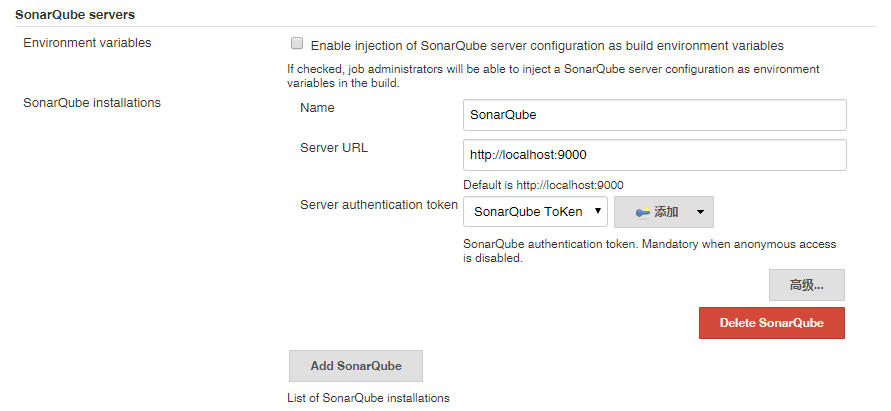 SonarQube servers
Environment variables
Enable injection of SonarQube server configuration as build environment variables
If checked, job administrators will be able to inject a SonarQube server configuration as environment
variables in the build.
SonarQube installations
Name
SonarQube
Server URL
http://localhost:9000
Default is http://localhost:9000
Server authentication token
SonarQube ToKen
添加
SonarQube authentication token. Mandatory when anonymous access
is disabled.
高级...
Delete SonarQube
Add SonarQube
List of SonarQube installations